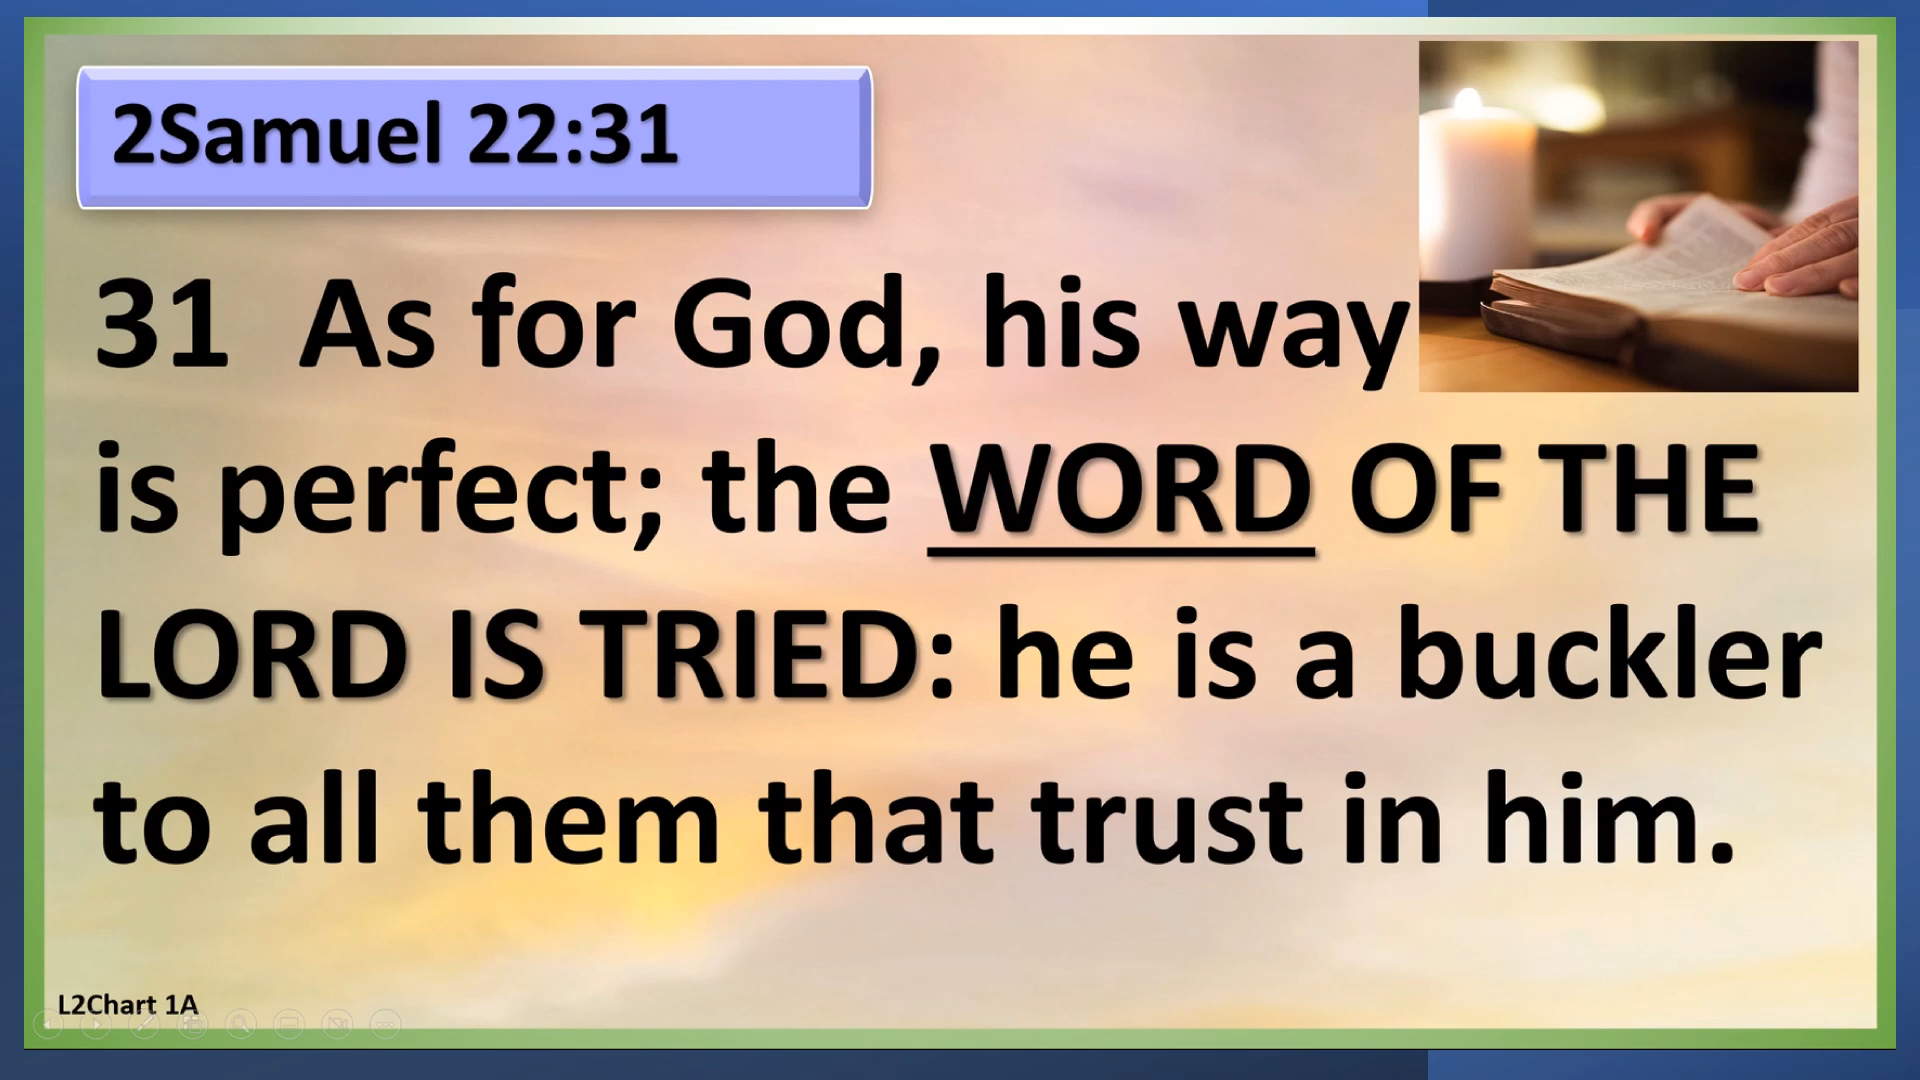 2Samuel 22:31
31  As for God, his way
is perfect; the WORD OF THE
LORD IS TRIED: he is a buckler
to all them that trust in him.
L2Chart 1A